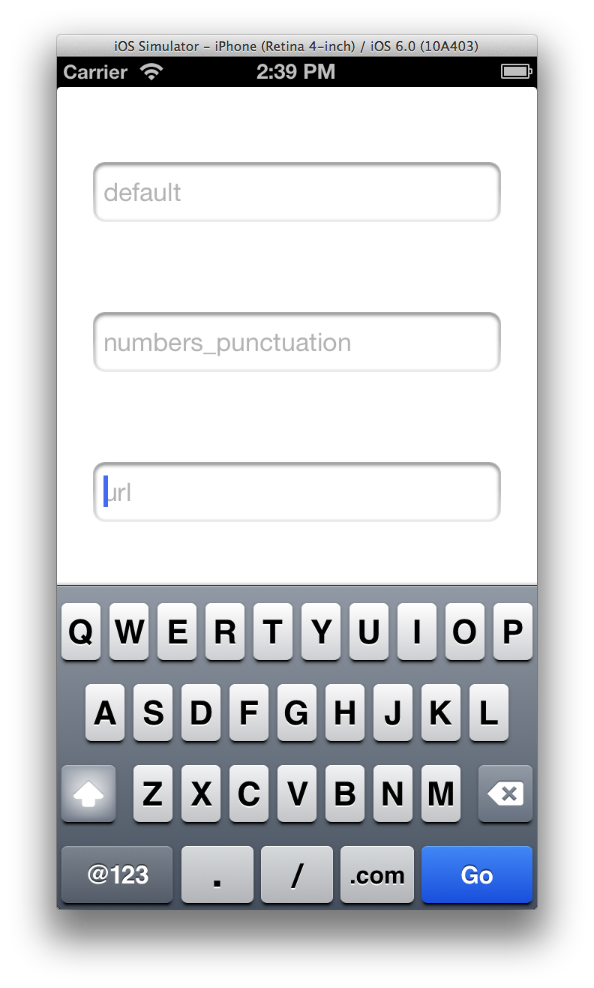 iOS Simulator – iPhone (Retina 4-inch) / iOS 6.0 (10A403)
Carrier 2:39 PM
default
numbers_punctuation
url
Q W E R T Y U I O P
A S D F G H J K L
Z X C V B N M
@123 . / .com Go